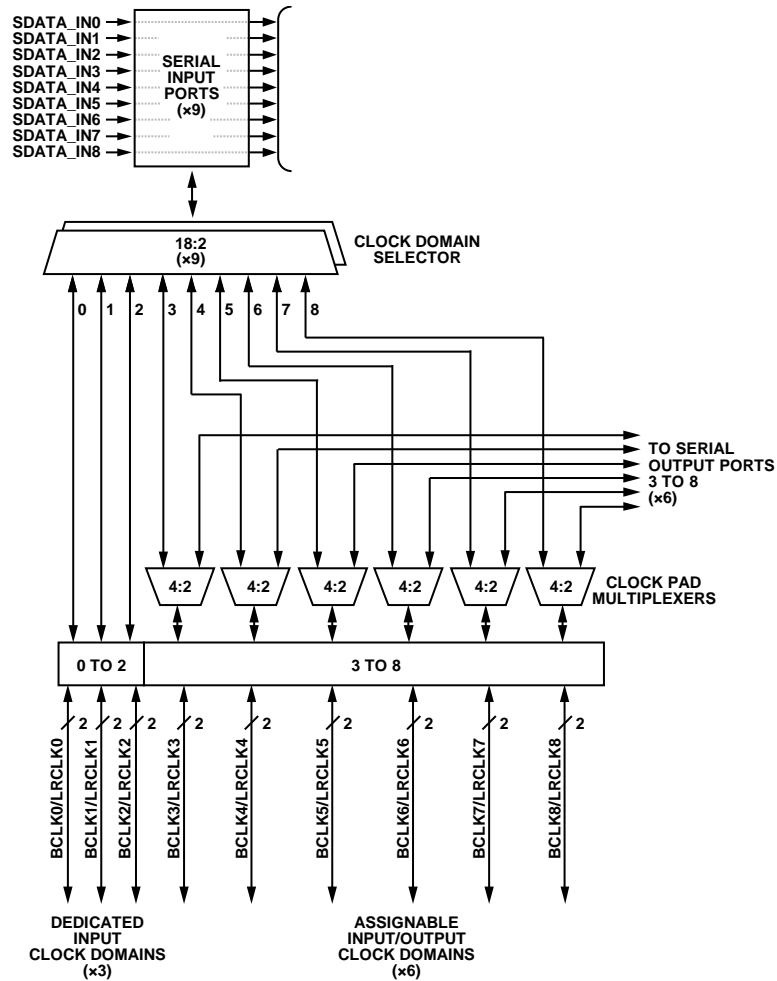 SDATA_IN0
SDATA_IN1
SDATA_IN2
SDATA_IN3
SDATA_IN4
SDATA_IN5
SDATA_IN6
SDATA_IN7
SDATA_IN8
SERIAL
INPUT
PORTS
(×9)
18:2
(×9)
CLOCK DOMAIN
SELECTOR
0 1 2 3 4 5 6 7 8
TO SERIAL
OUTPUT PORTS
3 TO 8
(×6)
4:2 4:2 4:2 4:2 4:2 4:2
CLOCK PAD
MULTIPLEXERS
0 TO 2 3 TO 8
2 2 2 2 2 2 2 2 2
BCLK0/LRCLK0
BCLK1/LRCLK1
BCLK2/LRCLK2
BCLK3/LRCLK3
BCLK4/LRCLK4
BCLK5/LRCLK5
BCLK6/LRCLK6
BCLK7/LRCLK7
BCLK8/LRCLK8
DEDICATED
INPUT
CLOCK DOMAINS
(×3)
ASSIGNABLE
INPUT/OUTPUT
CLOCK DOMAINS
(×6)